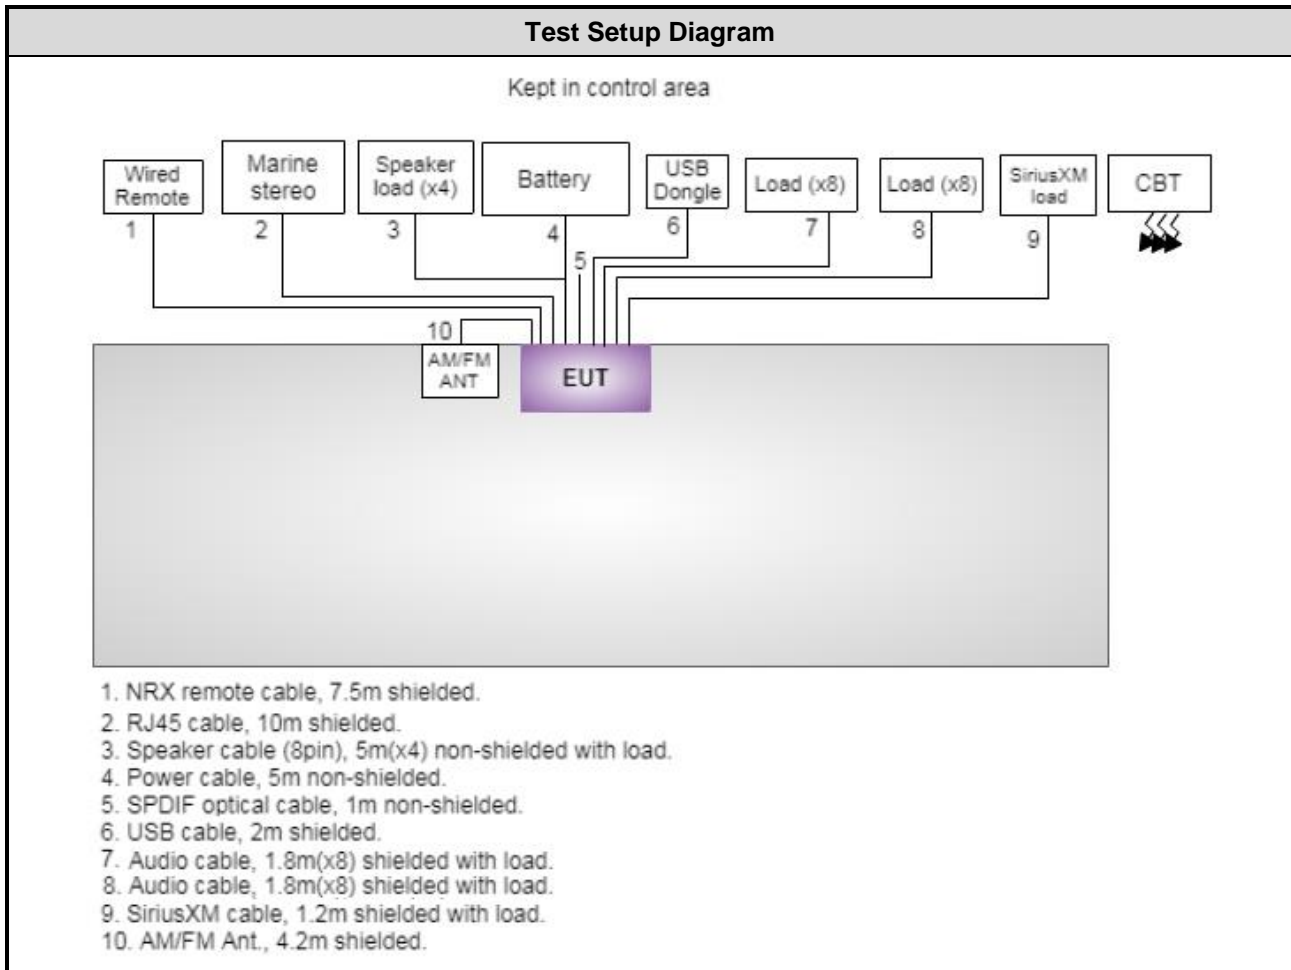 Test Setup Diagram
Kept in control area
Wired
Remote
Marine
stereo
Speaker
load (x4)
Battery
USB
Dongle
Load (x8)
Load (x8)
SiriusXM
load
CBT
1
2
3
4
5
6
7
8
9
10
AM/FM
ANT
EUT
1. NRX remote cable, 7.5m shielded.
2. RJ45 cable, 10m shielded.
3. Speaker cable (8pin), 5m(x4) non-shielded with load.
4. Power cable, 5m non-shielded.
5. SPDIF optical cable, 1m non-shielded.
6. USB cable, 2m shielded.
7. Audio cable, 1.8m(x8) shielded with load.
8. Audio cable, 1.8m(x8) shielded with load.
9. SiriusXM cable, 1.2m shielded with load.
10. AM/FM Ant., 4.2m shielded.